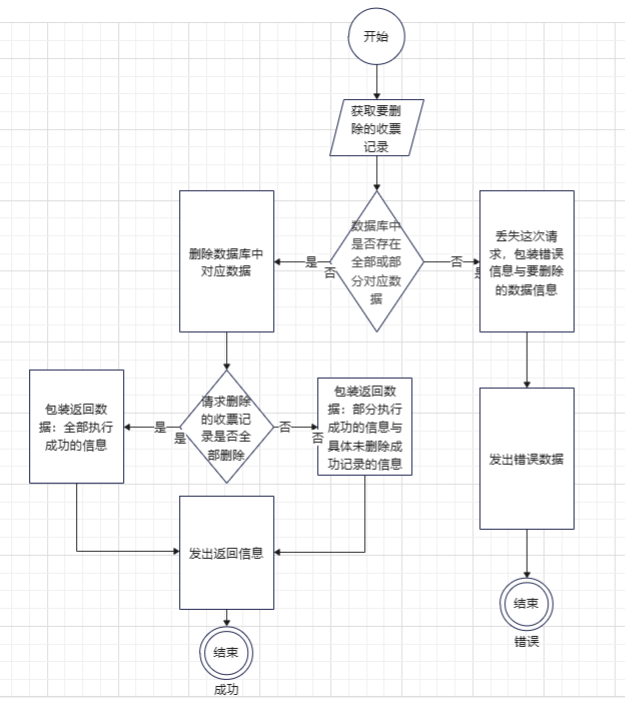 开始
获取要删
除的收票
记录
数据库中
是否存在
全部或部
分对应数
据
是
否
否
删除数据库中
对应数据
丢失这次请
求，包装错误
信息与要删除
的数据信息
请求删除
的收票记
录是否全
部删除
是
是
否
否
包装返回数
据：全部执行
成功的信息
包装返回数
据：部分执行
成功的信息与
具体未删除成
功记录的信息
发出错误数据
发出返回信息
结束
成功
结束
错误